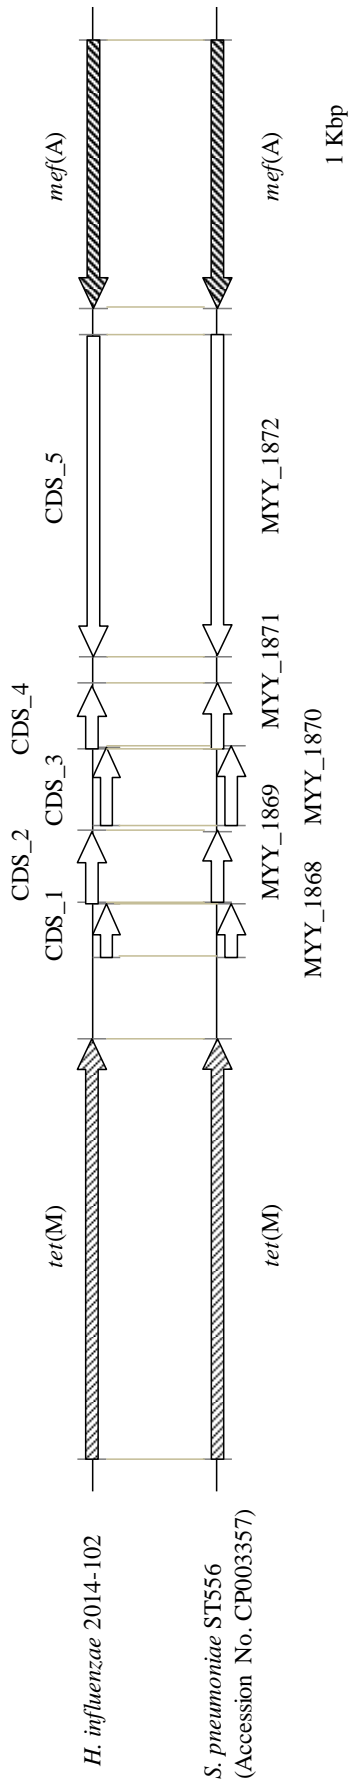 H. influenzae 2014-102
tet(M)
CDS_1
CDS_2
CDS_3
CDS_4
CDS_5
mef(A)
S. pneumoniae ST556
(Accession No. CP003357)
tet(M)
MYY_1868
MYY_1869
MYY_1870
MYY_1871
MYY_1872
mef(A)
1 Kbp